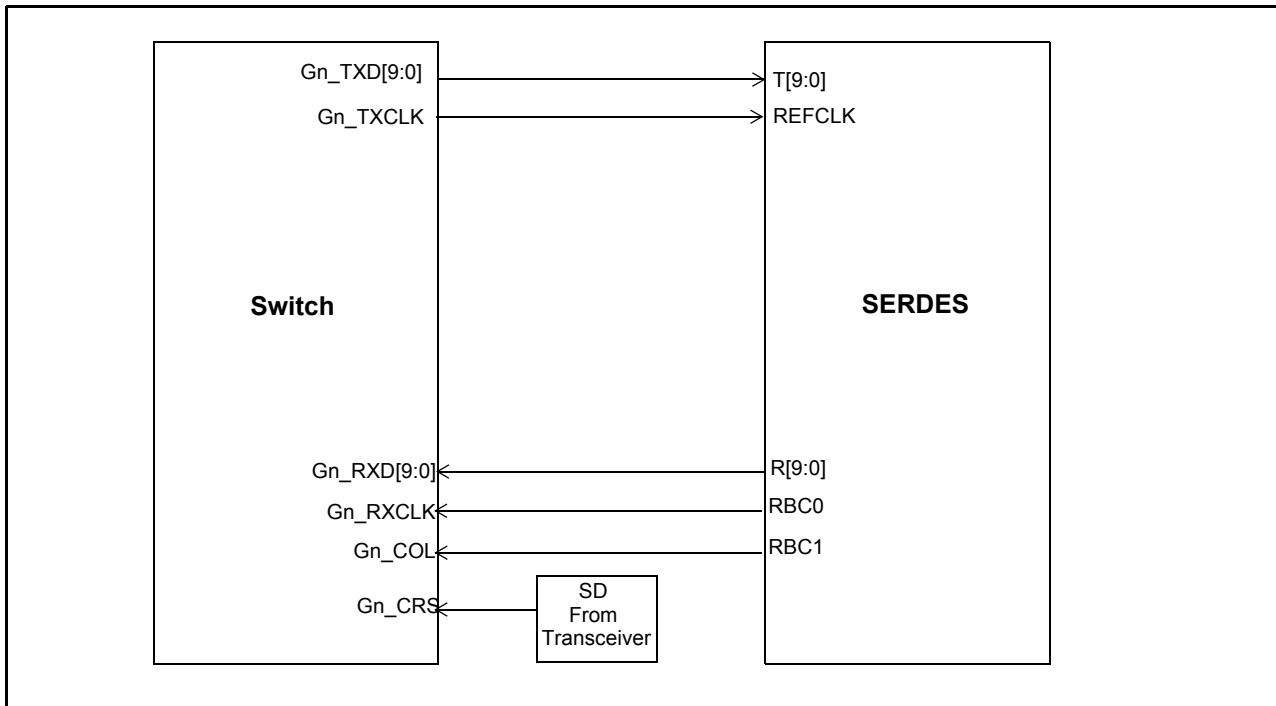 Gn_TXD[9:0]
T[9:0]
Gn_TXCLK
REFCLK
Switch
SERDES
Gn_RXD[9:0]
R[9:0]
Gn_RXCLK
RBC0
Gn_COL
RBC1
Gn_CRS
SD
From
Transceiver